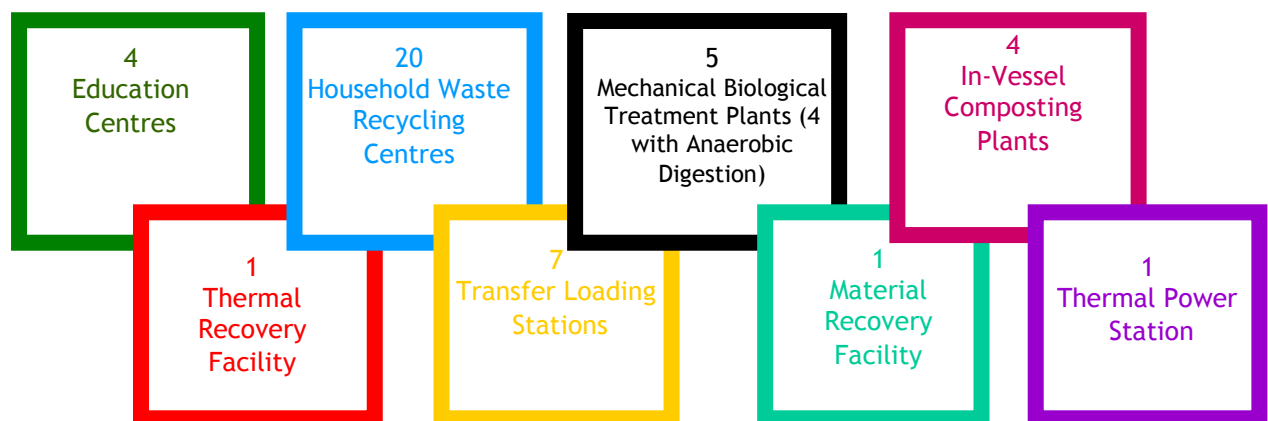 4
Education
Centres
20
Household Waste
Recycling
Centres
5
Mechanical Biological
Treatment Plants (4
with Anaerobic
Digestion)
4
In-Vessel
Composting
Plants
1
Thermal
Recovery
Facility
7
Transfer Loading
Stations
1
Material
Recovery
Facility
1
Thermal Power
Station